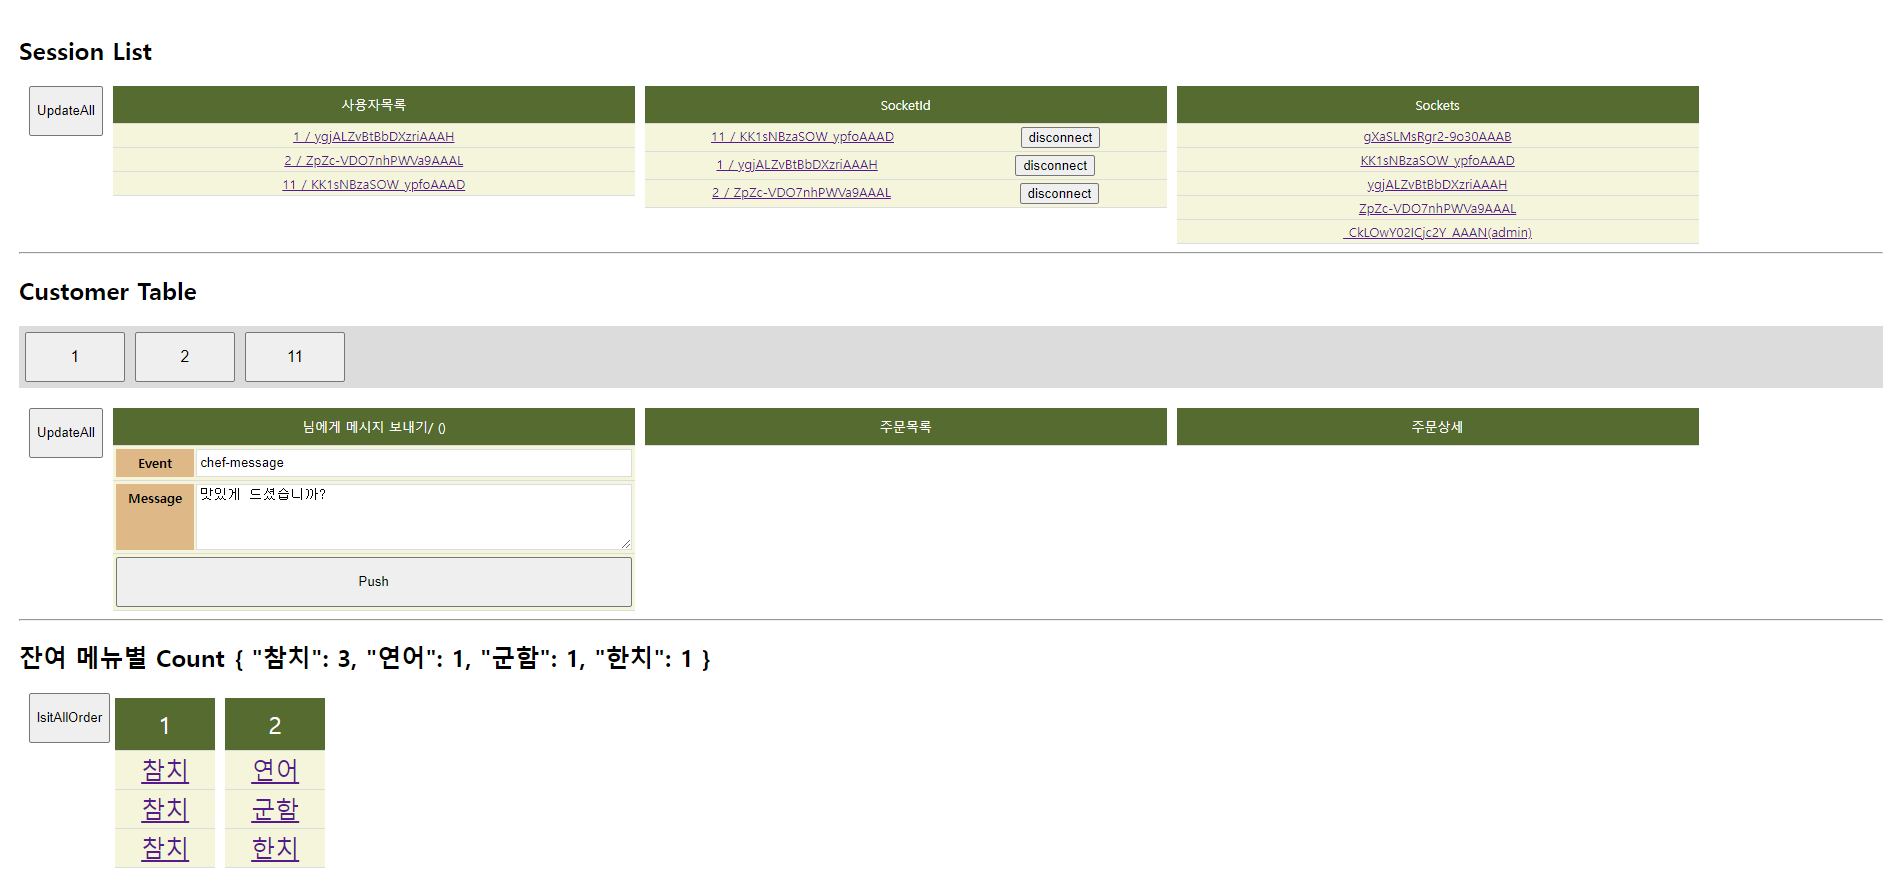 Session List
UpdateAll
사용자목록
1 / ygjALZvBtBbDXzriAAAH
2 / ZpZc-VDO7nhPWVa9AAAL
11 / KK1sNBzaSOW_ypfoAAAD
SocketId
11 / KK1sNBzaSOW_ypfoAAAD disconnect
1 / ygjALZvBtBbDXzriAAAH disconnect
2 / ZpZc-VDO7nhPWVa9AAAL disconnect
Sockets
gXaSLMsRgr2-9o30AAAB
KK1sNBzaSOW_ypfoAAAD
ygjALZvBtBbDXzriAAAH
ZpZc-VDO7nhPWVa9AAAL
_CkLOwY02ICjc2Y_AAAN(admin)
Customer Table
1 2 11
UpdateAll
님에게 메시지 보내기/ ()
Event chef-message
Message 맛있게 드셨습니까?
Push
주문목록
주문상세
잔여 메뉴별 Count { "참치": 3, "연어": 1, "군함": 1, "한치": 1 }
lsitAllOrder
1
참치
참치
참치
2
연어
군함
한치